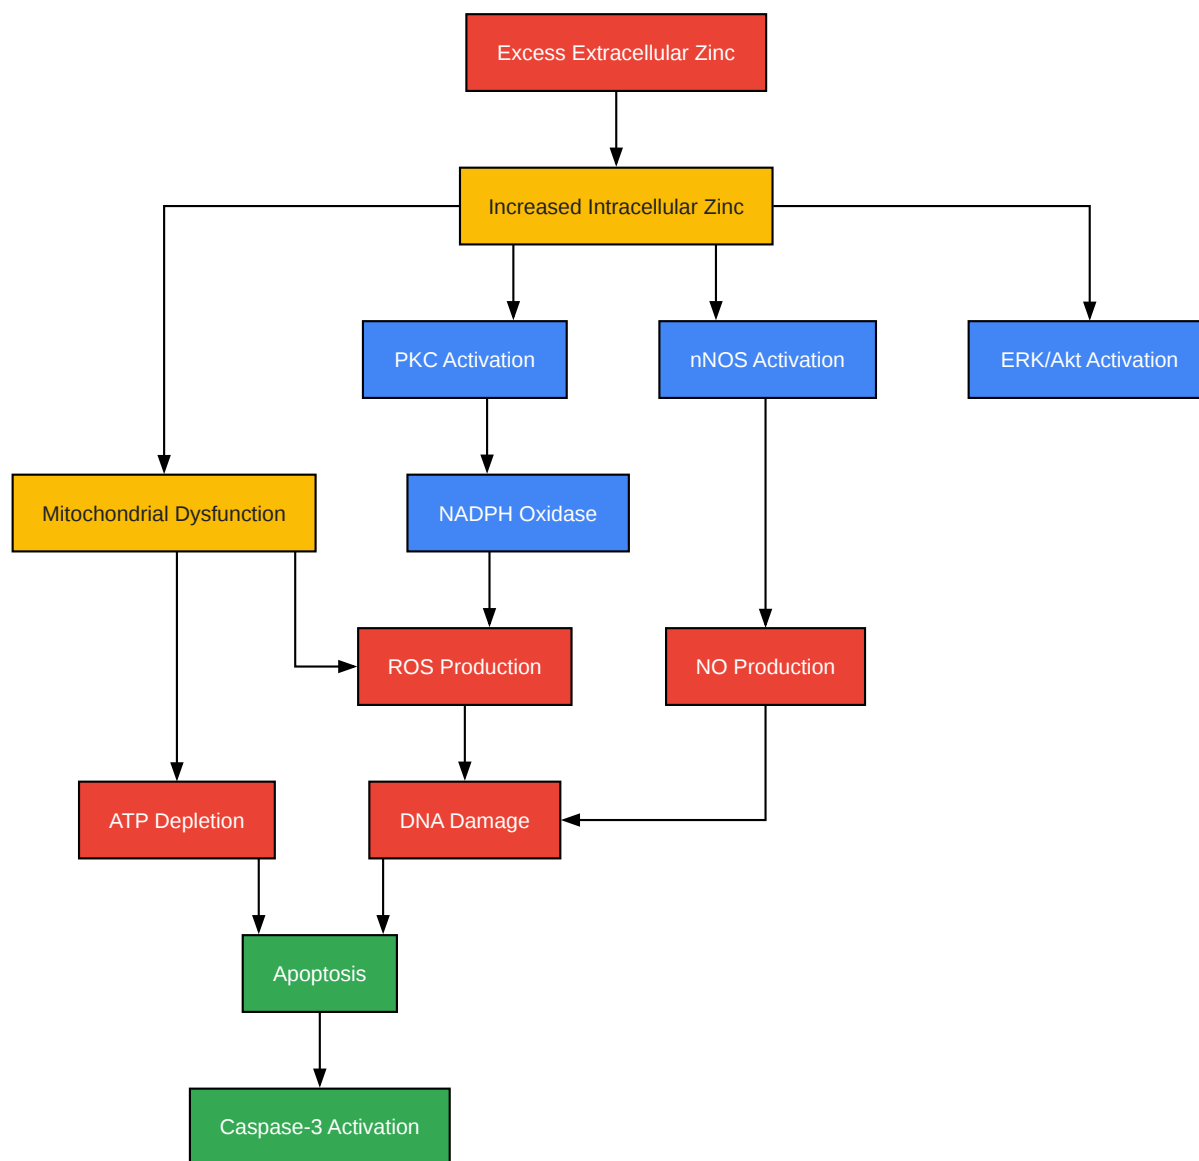 Excess Extracellular Zinc
Increased Intracellular Zinc
PKC Activation
nNOS Activation
ERK/Akt Activation
Mitochondrial Dysfunction
NADPH Oxidase
ROS Production
NO Production
ATP Depletion
DNA Damage
Apoptosis
Caspase-3 Activation